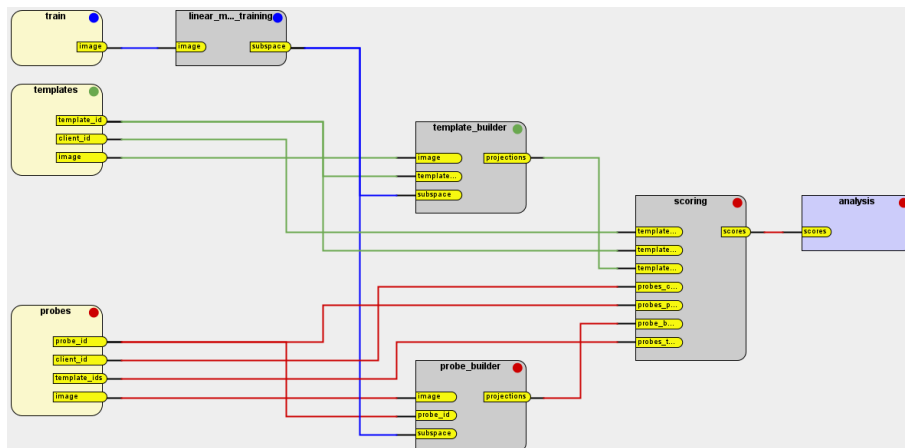 train
image
linear_m..._training
image
subspace
templates
template_id
client_id
image
template_builder
image
template...
subspace
projections
scoring
template...
template...
template...
probes_c...
probes_p...
probe_b...
probes_t...
scores
analysis
scores
probes
probe_id
client_id
template_ids
image
probe_builder
image
probe_id
subspace
projections